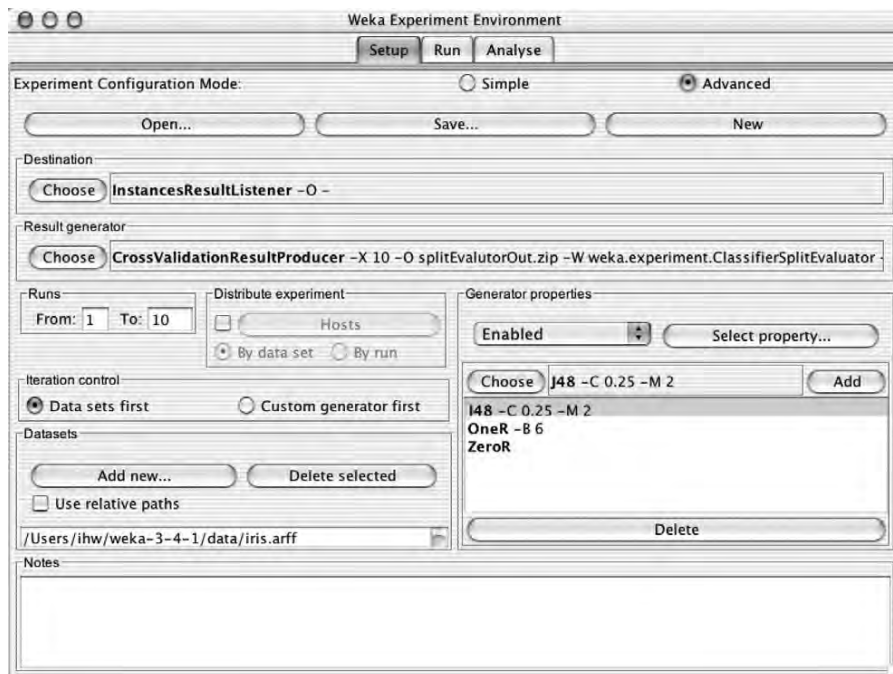 Weka Experiment Environment
Setup Run Analyse
Experiment Configuration Mode: Simple Advanced
Open... Save... New
Destination
Choose InstancesResultListener -O -
Result generator
Choose CrossValidationResultProducer -X 10 -O splitEvalutorOut.zip -W weka.experiment.ClassifierSplitEvaluator -
Runs
From: 1 To: 10
Distribute experiment
Hosts
By data set By run
Generator properties
Enabled Select property...
Choose J48 -C 0.25 -M 2 Add
J48 -C 0.25 -M 2
OneR -B 6
ZeroR
Delete
Iteration control
Data sets first Custom generator first
Datasets
Add new... Delete selected
Use relative paths
/Users/ihw/weka-3-4-1/data/iris.arff
Notes